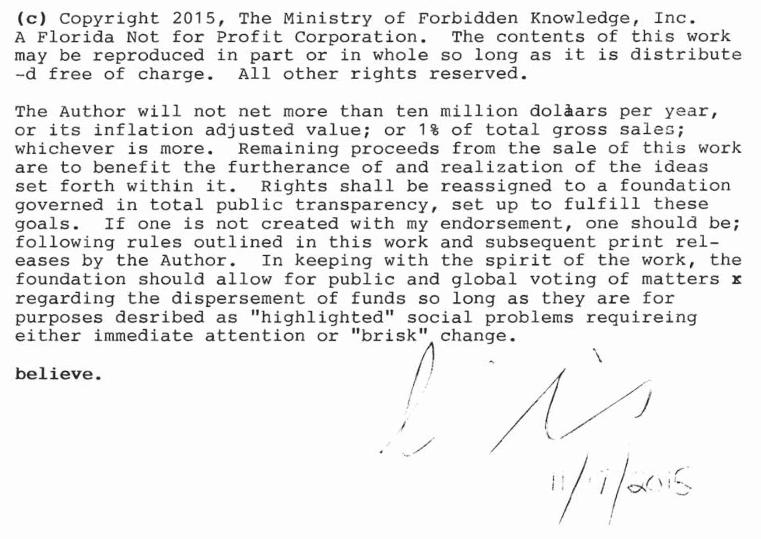 (c) Copyright 2015, The Ministry of Forbidden Knowledge, Inc.
A Florida Not for Profit Corporation.  The contents of this work
may be reproduced in part or in whole so long as it is distribute
-d free of charge.  All other rights reserved.

The Author will not net more than ten million dollaars per year,
or its inflation adjusted value; or 1% of total gross sales;
whichever is more.  Remaining proceeds from the sale of this work
are to benefit the furtherance of and realization of the ideas
set forth within it.  Rights shall be reassigned to a foundation
governed in total public transparency, set up to fulfill these
goals.  If one is not created with my endorsement, one should be;
following rules outlined in this work and subsequent print rel-
eases by the Author.  In keeping with the spirit of the work, the
foundation should allow for public and global voting of matters x
regarding the dispersement of funds so long as they are for
purposes desribed as "highlighted" social problems requireing
either immediate attention or "brisk" change.

believe.
11/17/2015